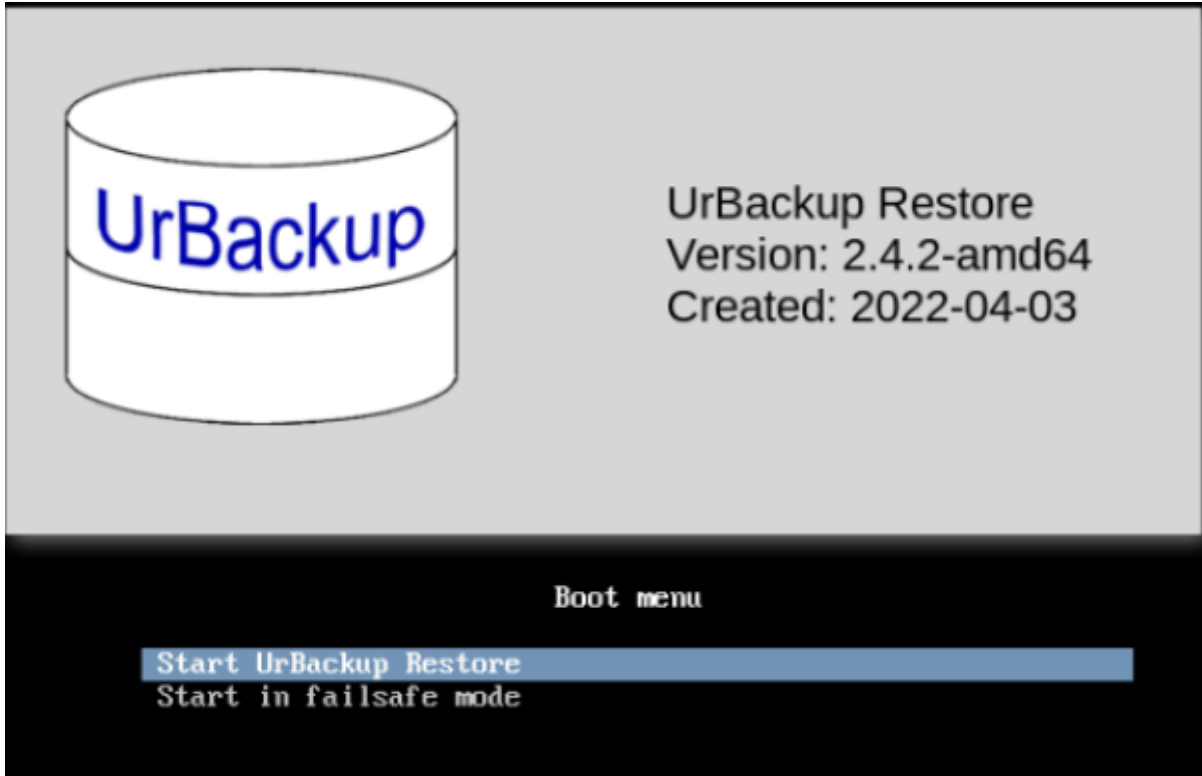 UrBackup
UrBackup Restore
Version: 2.4.2-amd64
Created: 2022-04-03
Boot menu
Start UrBackup Restore
Start in failsafe mode